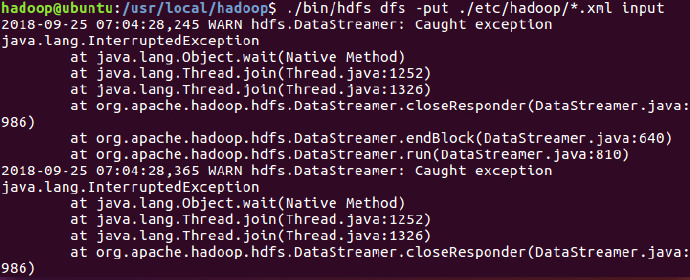 hadoop@ubuntu:/usr/local/hadoop$ ./bin/hdfs dfs -put ./etc/hadoop/*.xml input
2018-09-25 07:04:28,245 WARN hdfs.DataStreamer: Caught exception
java.lang.InterruptedException
at java.lang.Object.wait(Native Method)
at java.lang.Thread.join(Thread.java:1252)
at java.lang.Thread.join(Thread.java:1326)
at org.apache.hadoop.hdfs.DataStreamer.closeResponder(DataStreamer.java:
986)
at org.apache.hadoop.hdfs.DataStreamer.endBlock(DataStreamer.java:640)
at org.apache.hadoop.hdfs.DataStreamer.run(DataStreamer.java:810)
2018-09-25 07:04:28,365 WARN hdfs.DataStreamer: Caught exception
java.lang.InterruptedException
at java.lang.Object.wait(Native Method)
at java.lang.Thread.join(Thread.java:1252)
at java.lang.Thread.join(Thread.java:1326)
at org.apache.hadoop.hdfs.DataStreamer.closeResponder(DataStreamer.java:
986)